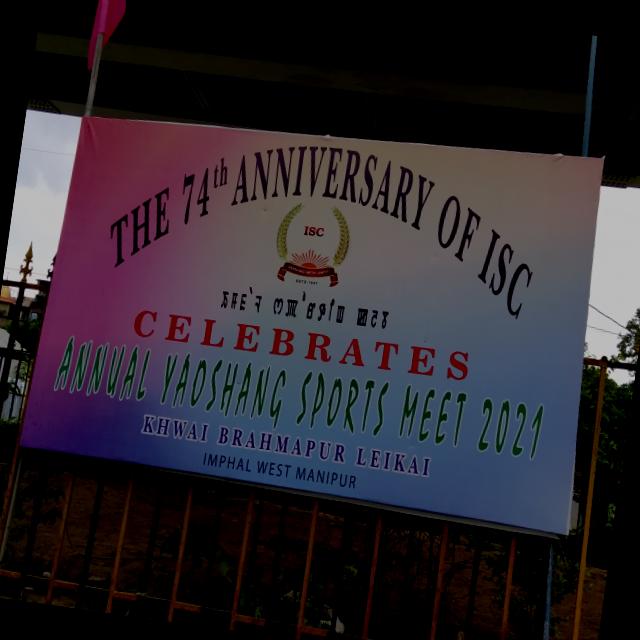 THE 74th ANNIVERSARY OF ISC
ISC
CELEBRATES
ANNUAL YAOSHANG SPORTS MEET 2021
KHWAI BRAHMAPUR LEIKAI
IMPHAL WEST MANIPUR